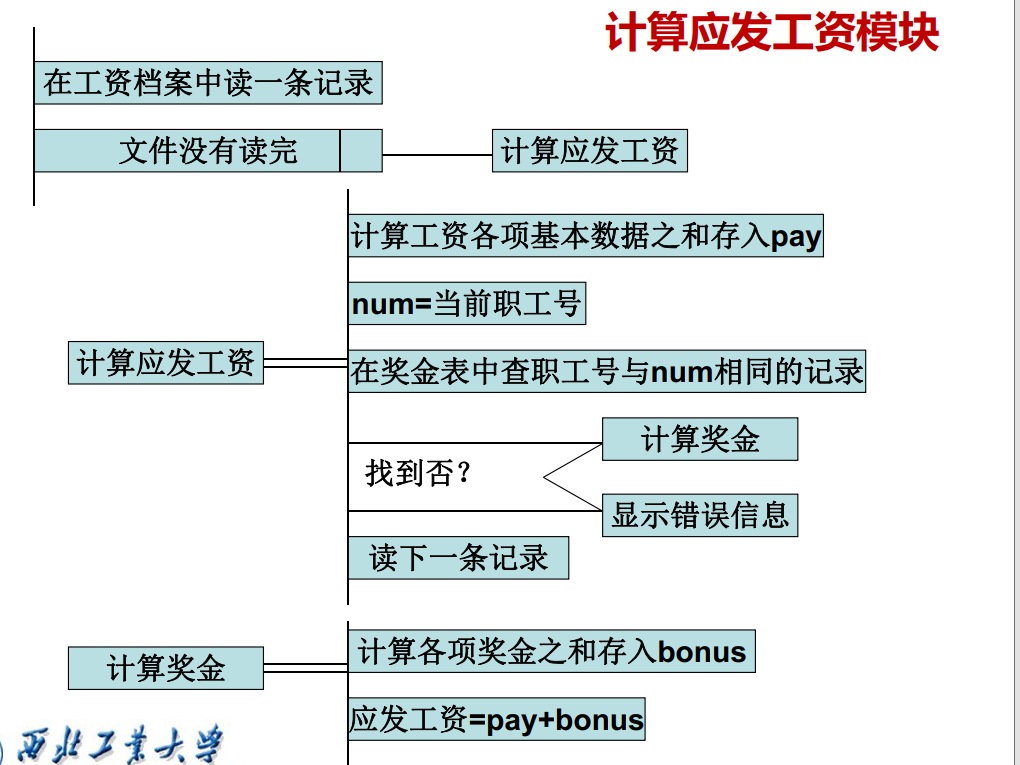 计算应发工资模块
在工资档案中读一条记录
文件没有读完
计算应发工资
计算工资各项基本数据之和存入pay
num=当前职工号
计算应发工资
在奖金表中查职工号与num相同的记录
计算奖金
找到否？
显示错误信息
读下一条记录
计算奖金
计算各项奖金之和存入bonus
应发工资=pay+bonus
西北工业大学